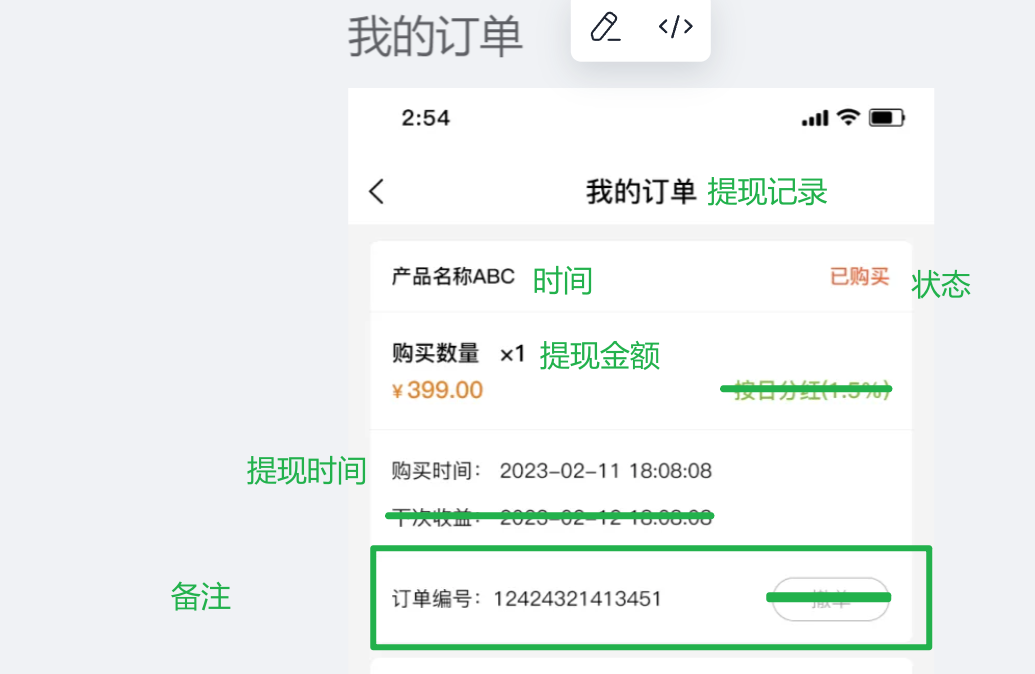 我的订单
</>
2:54
我的订单 提现记录
产品名称ABC 时间 已购买 状态
购买数量 ×1 提现金额
¥399.00 按日分红(1.5%)
提现时间 购买时间: 2023-02-11 18:08:08
下次收益: 2023-02-12 18:08:08
备注 订单编号: 12424321413451 撤单